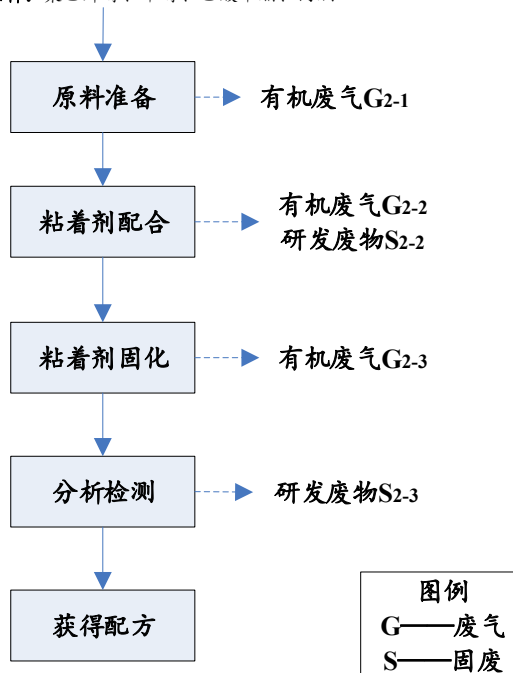 原料准备
有机废气G2-1
粘着剂配合
有机废气G2-2
研发废物S2-2
粘着剂固化
有机废气G2-3
分析检测
研发废物S2-3
获得配方
图例
G——废气
S——固废